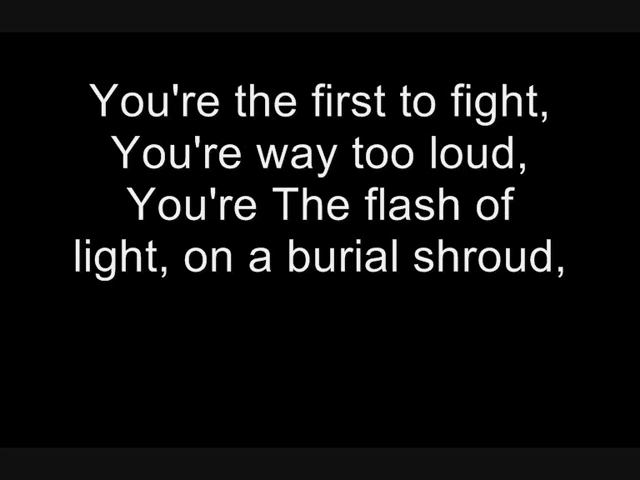 You're the first to fight,
You're way too loud,
You're The flash of
light, on a burial shroud,